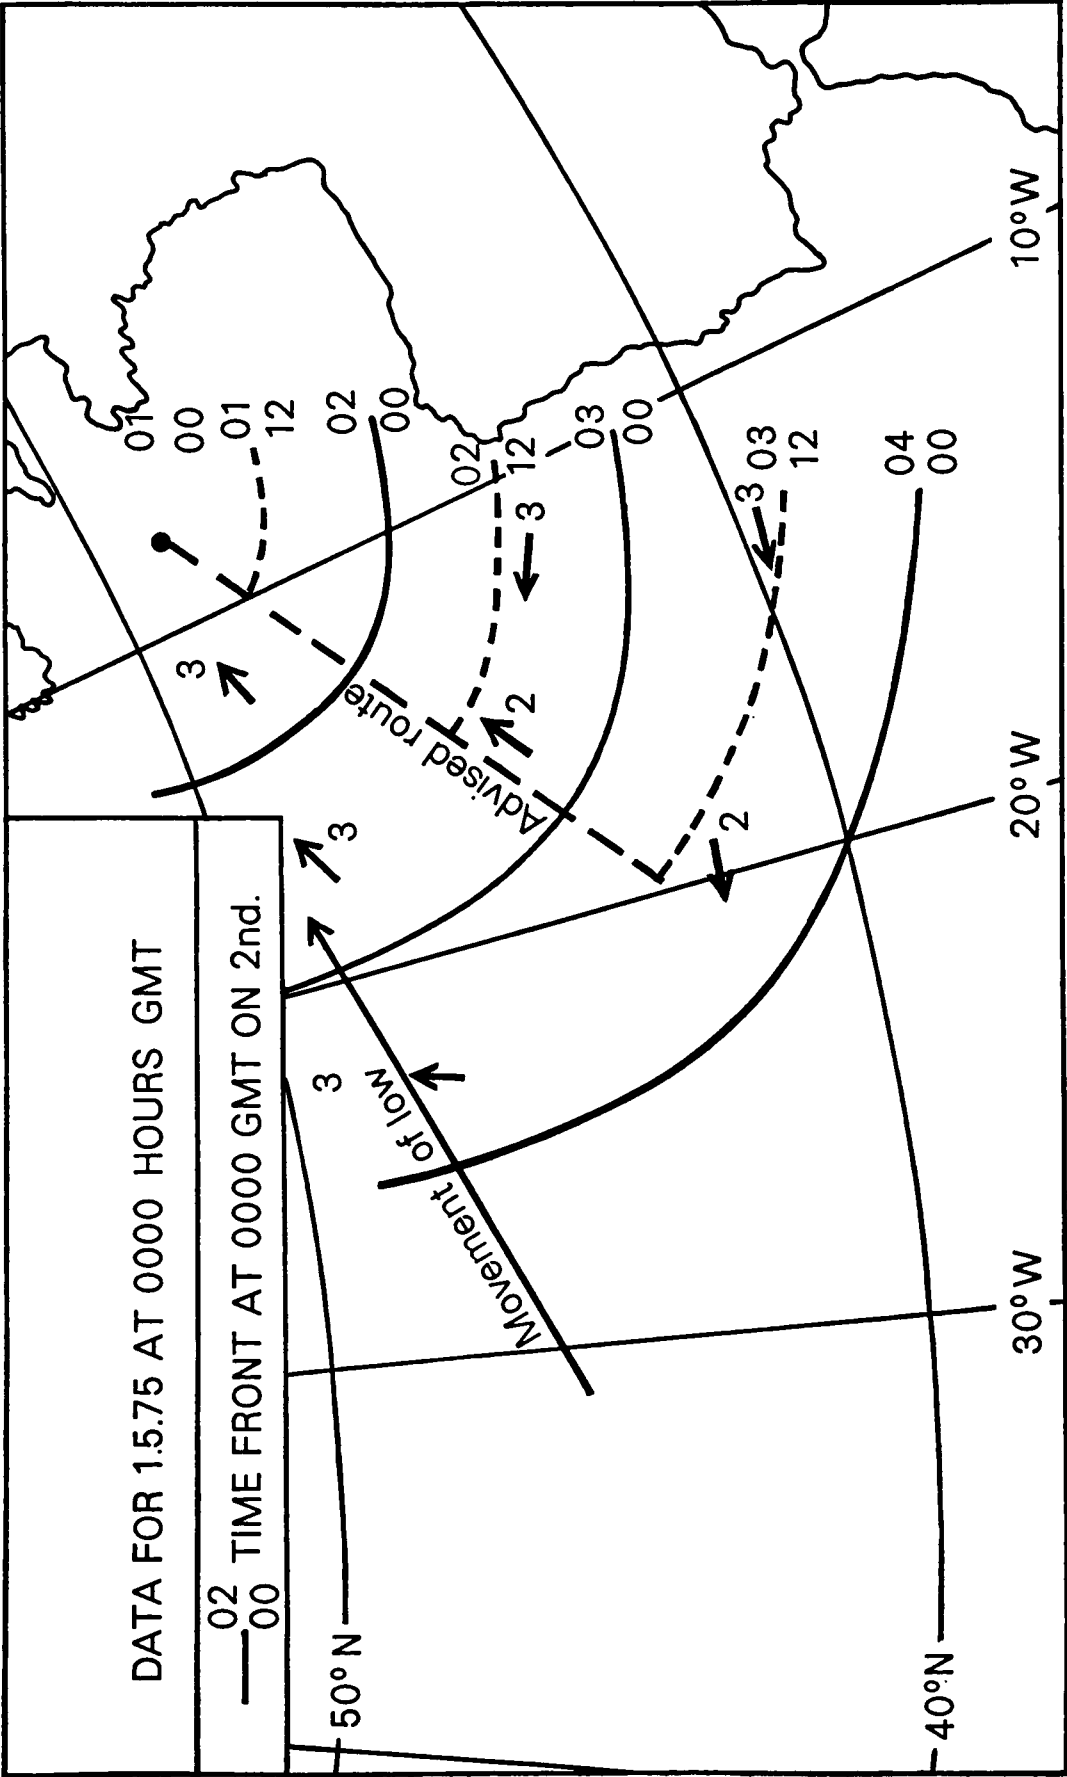 DATA FOR 1.5.75 AT 0000 HOURS GMT
02
00 TIME FRONT AT 0000 GMT ON 2nd.
50°N
40°N
30°W
20°W
10°W
Movement of low
Advised route
3
3
3
2
3
2
3
01
00
01
12
02
00
02
12
03
00
03
12
04
00